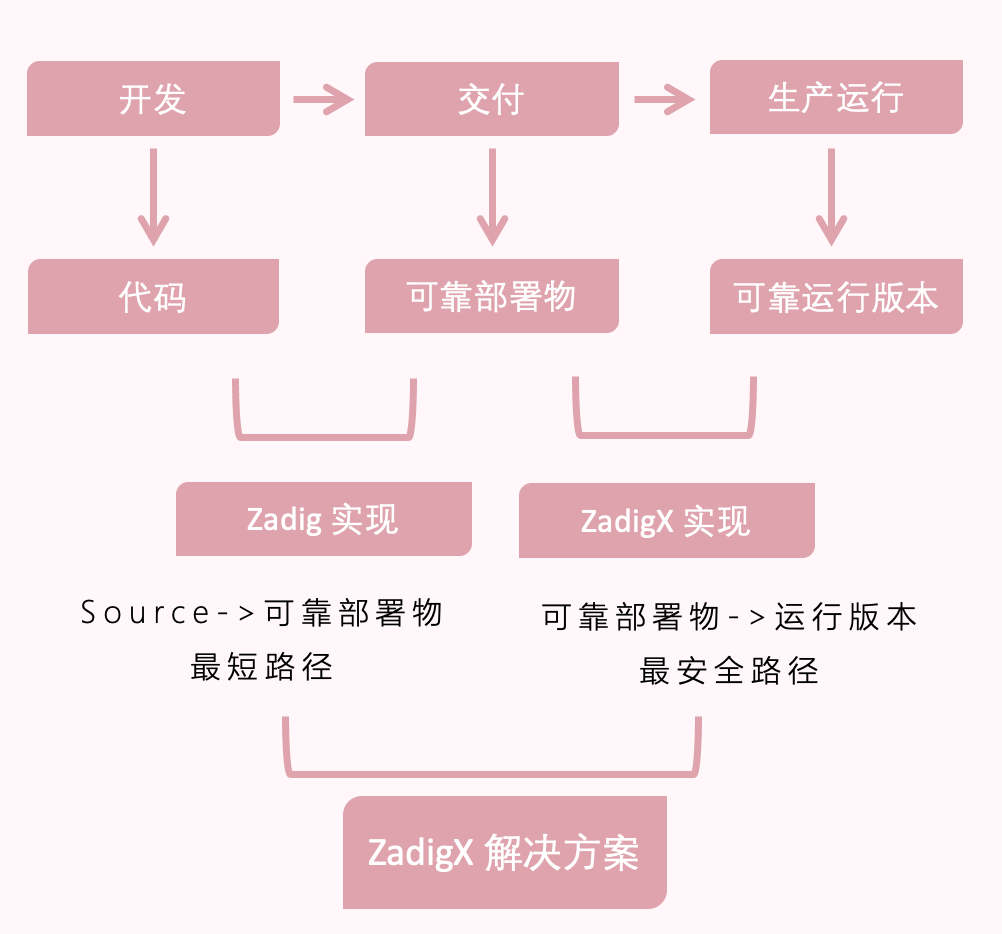 开发
交付
生产运行
代码
可靠部署物
可靠运行版本
Zadig 实现
ZadigX 实现
Source->可靠部署物
最短路径
可靠部署物->运行版本
最安全路径
ZadigX 解决方案